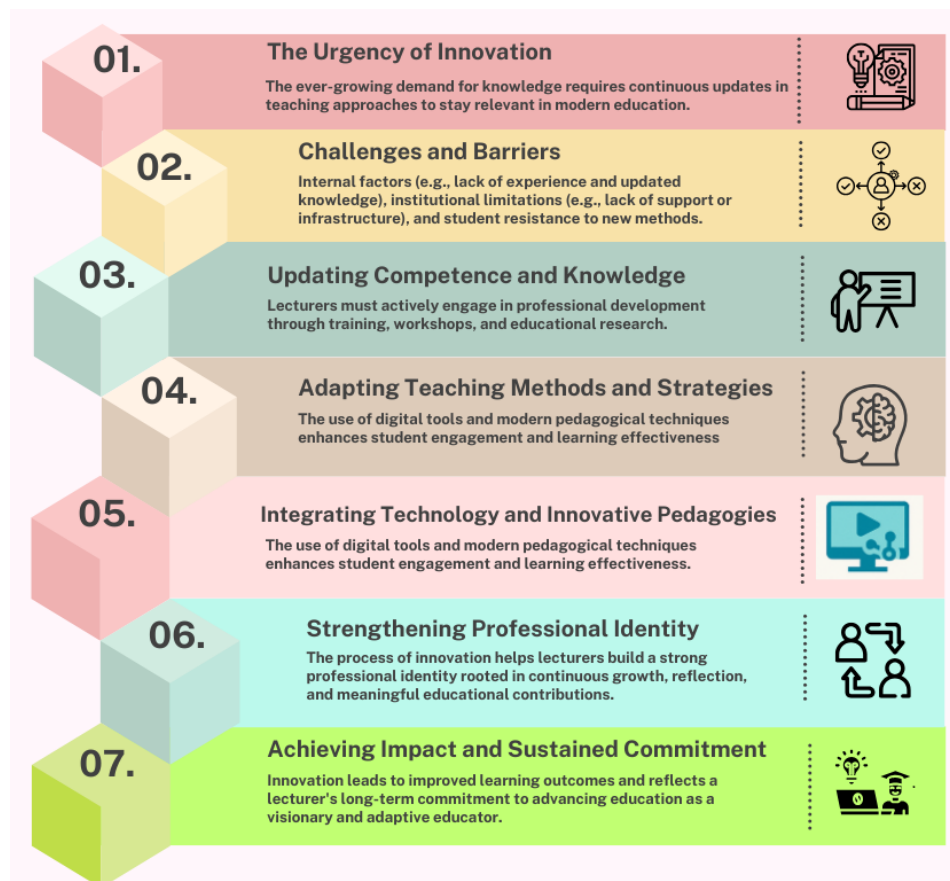 01.
The Urgency of Innovation
The ever-growing demand for knowledge requires continuous updates in
teaching approaches to stay relevant in modern education.
02.
Challenges and Barriers
Internal factors (e.g., lack of experience and updated
knowledge), institutional limitations (e.g., lack of support or
infrastructure), and student resistance to new methods.
03.
Updating Competence and Knowledge
Lecturers must actively engage in professional development
through training, workshops, and educational research.
04.
Adapting Teaching Methods and Strategies
The use of digital tools and modern pedagogical techniques
enhances student engagement and learning effectiveness
05.
Integrating Technology and Innovative Pedagogies
The use of digital tools and modern pedagogical techniques
enhances student engagement and learning effectiveness.
06.
Strengthening Professional Identity
The process of innovation helps lecturers build a strong
professional identity rooted in continuous growth, reflection,
and meaningful educational contributions.
07.
Achieving Impact and Sustained Commitment
Innovation leads to improved learning outcomes and reflects a
lecturer's long-term commitment to advancing education as a
visionary and adaptive educator.